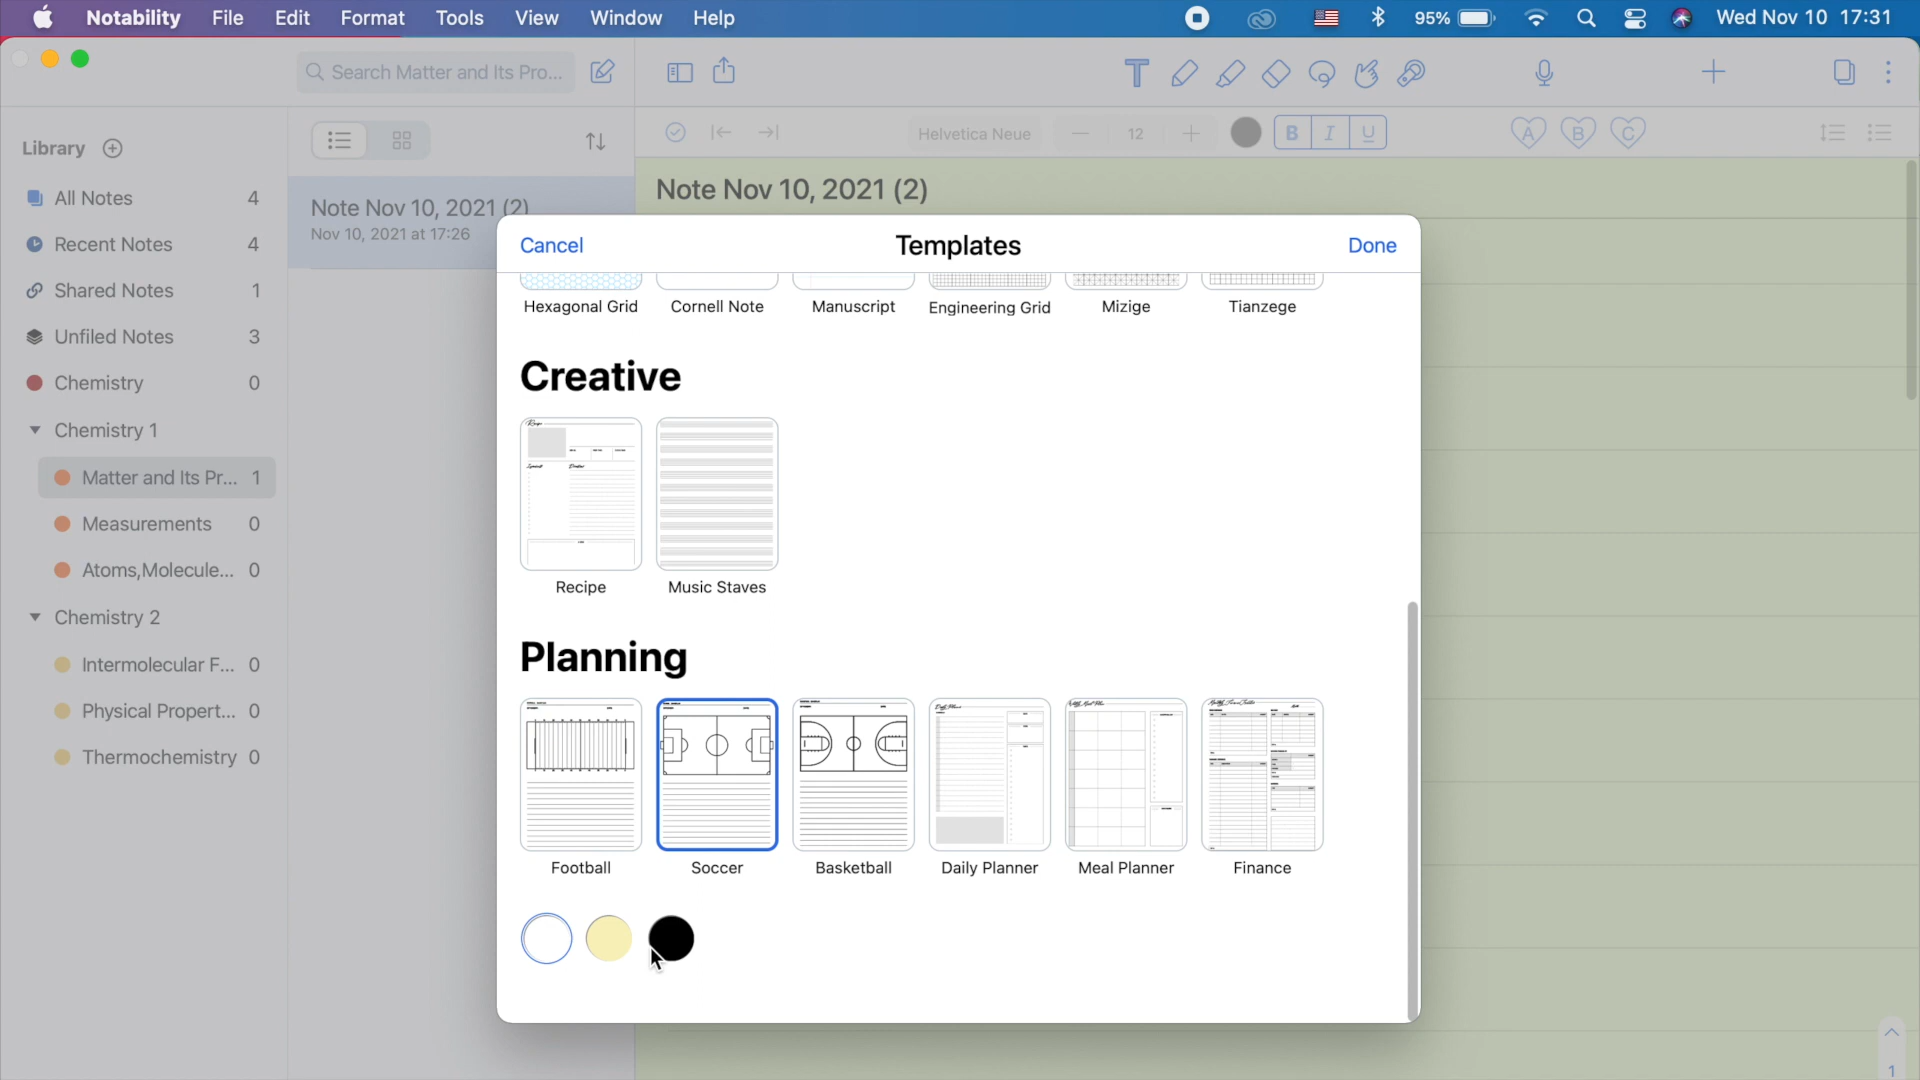 Notability File Edit Format Tools View Window Help 95% Wed Nov 10 17:31
Search Matter and Its Pro...
Library
Helvetica Neue 12 B I U A B C
All Notes 4
Recent Notes 4
Shared Notes 1
Unfiled Notes 3
Chemistry 0
Chemistry 1
Matter and Its Pr... 1
Measurements 0
Atoms,Molecule... 0
Chemistry 2
Intermolecular F... 0
Physical Propert... 0
Thermochemistry 0
Note Nov 10, 2021 (2)
Nov 10, 2021 at 17:26
Note Nov 10, 2021 (2)
Cancel Templates Done
Hexagonal Grid Cornell Note Manuscript Engineering Grid Mizige Tianzege
Creative
Recipe Music Staves
Planning
Football Soccer Basketball Daily Planner Meal Planner Finance
1